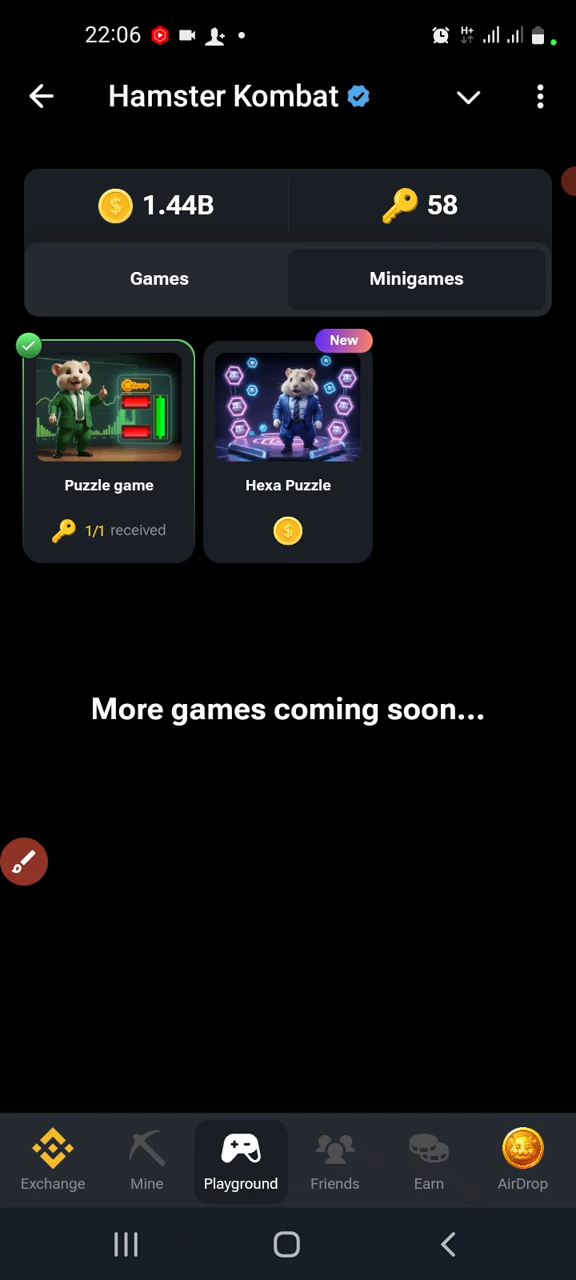 22:06
H+
Hamster Kombat
1.44B
58
Games
Minigames
New
Puzzle game
Hexa Puzzle
1/1 received
More games coming soon...
Exchange
Mine
Playground
Friends
Earn
AirDrop